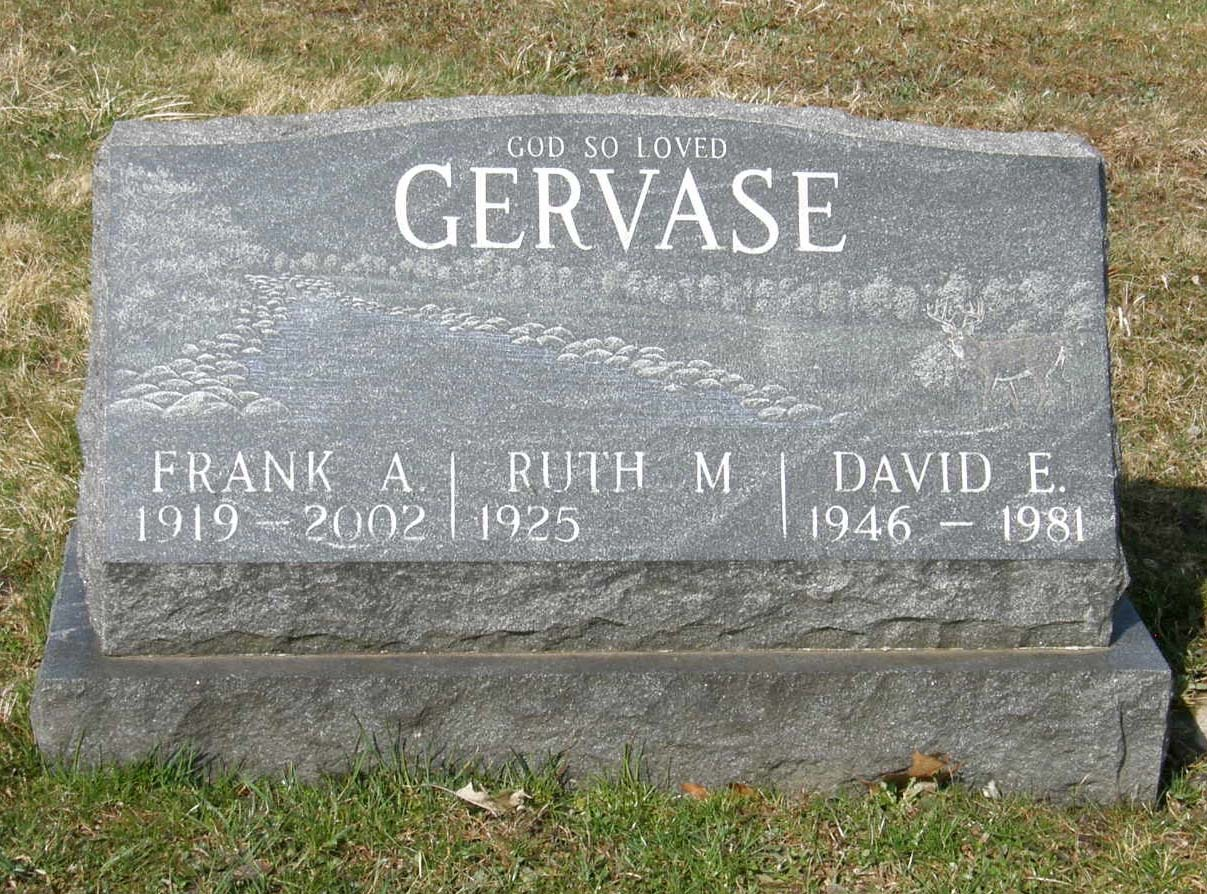 GOD SO LOVED
GERVASE
FRANK A. RUTH M DAVID E.
1919 – 2002 1925 1946 – 1981